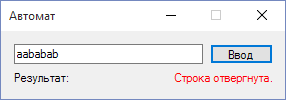 Автомат
aababab
Ввод
Результат:
Строка отвергнута.